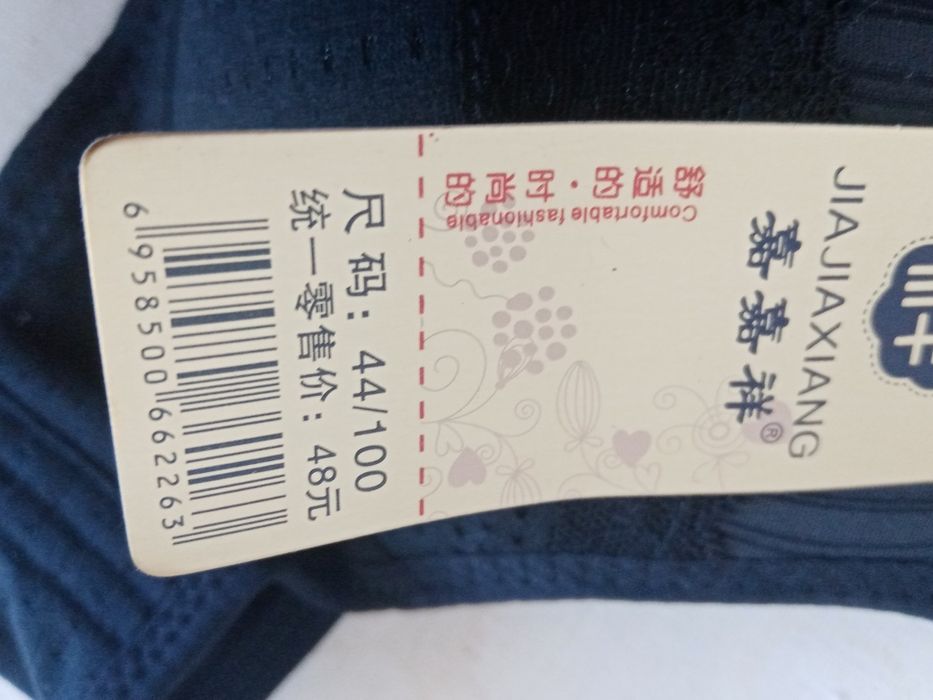 JIAJIAXIANG
嘉嘉祥®
舒适的·时尚的
Comfortable fashionable
尺 码：44/100
统一零售价：48元
6958500662263